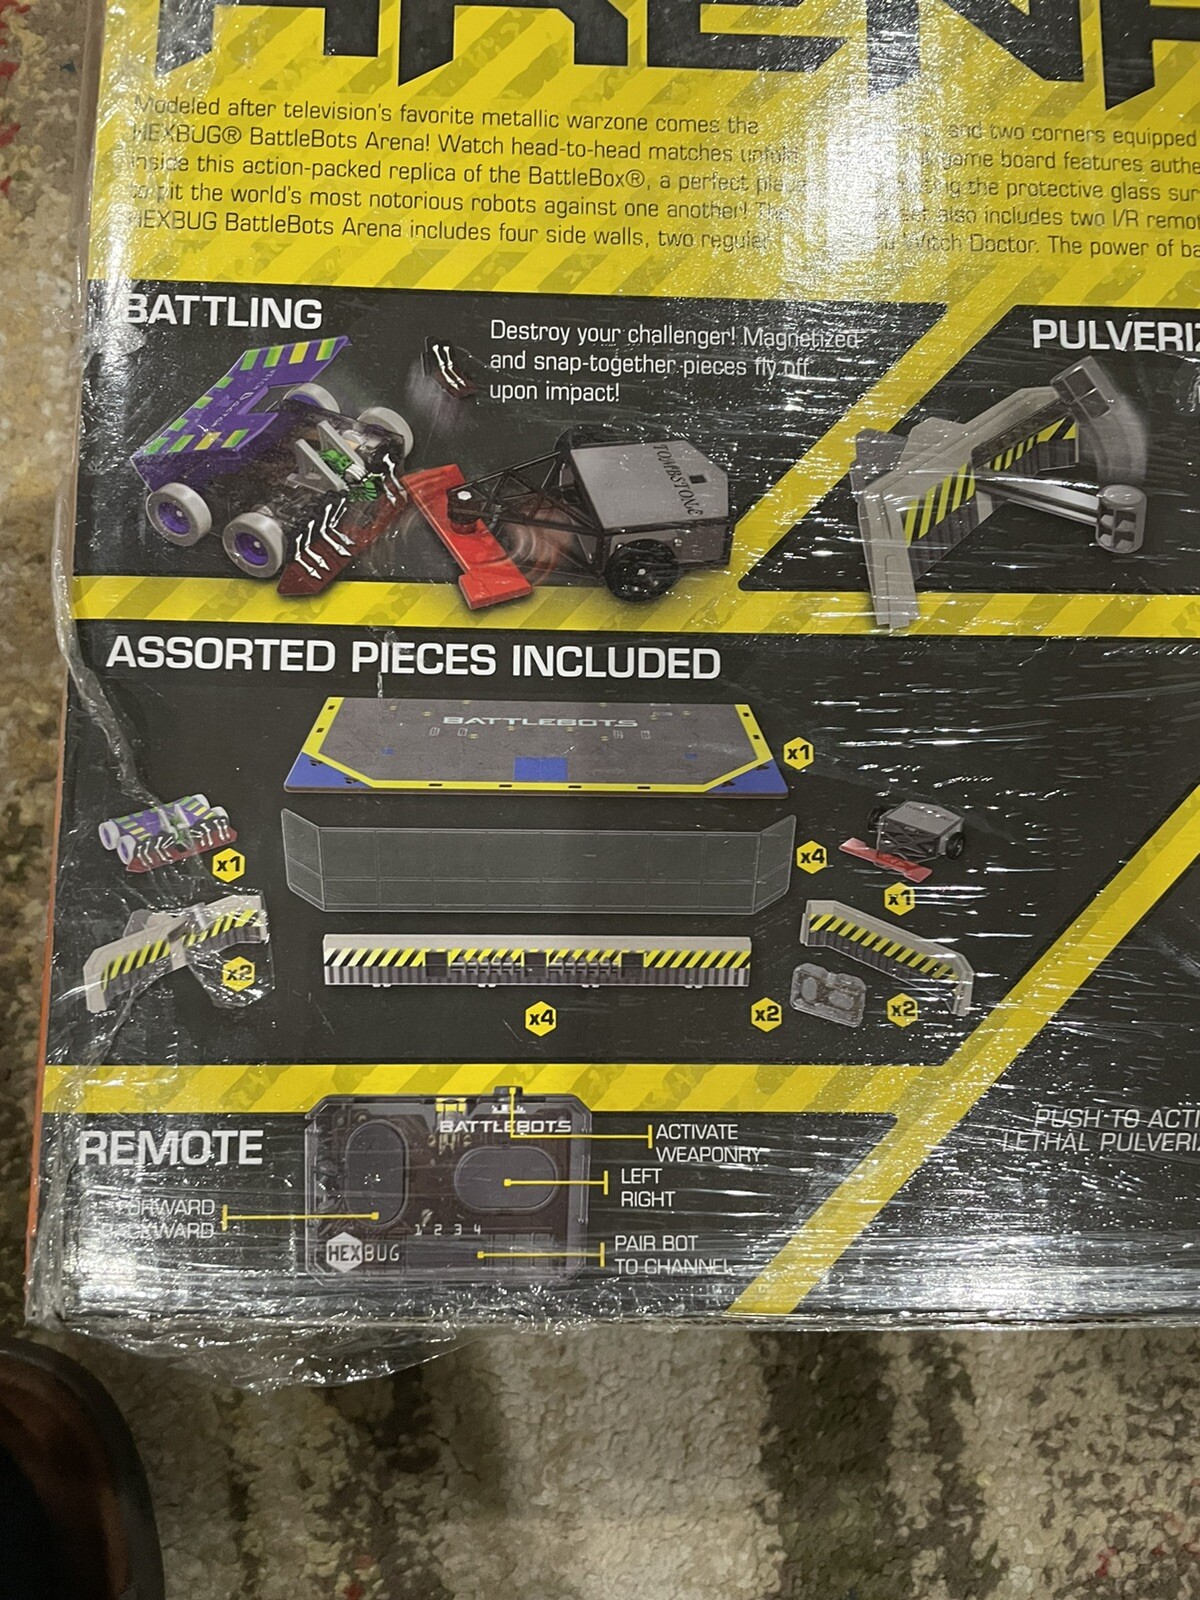 ARENA
Modeled after television's favorite metallic warzone comes the
HEXBUG® BattleBots Arena! Watch head-to-head matches unfold
inside this action-packed replica of the BattleBox®, a perfect place
to pit the world's most notorious robots against one another! The
HEXBUG BattleBots Arena includes four side walls, two regular
and two corners equipped
game board features authe
the protective glass sur
set also includes two I/R remo
Witch Doctor. The power of ba
BATTLING
Destroy your challenger! Magnetized
and snap-together pieces fly off
upon impact!
TOMBSTONE
PULVERIZ
ASSORTED PIECES INCLUDED
BATTLEBOTS
x1
x1
x4
x1
x2
x4
x2
x2
REMOTE
BATTLEBOTS
ACTIVATE
WEAPONRY
LEFT
RIGHT
FORWARD
BACKWARD
1 2 3 4
HEXBUG
PAIR BOT
TO CHANNEL
PUSH TO ACTI
LETHAL PULVERIZ